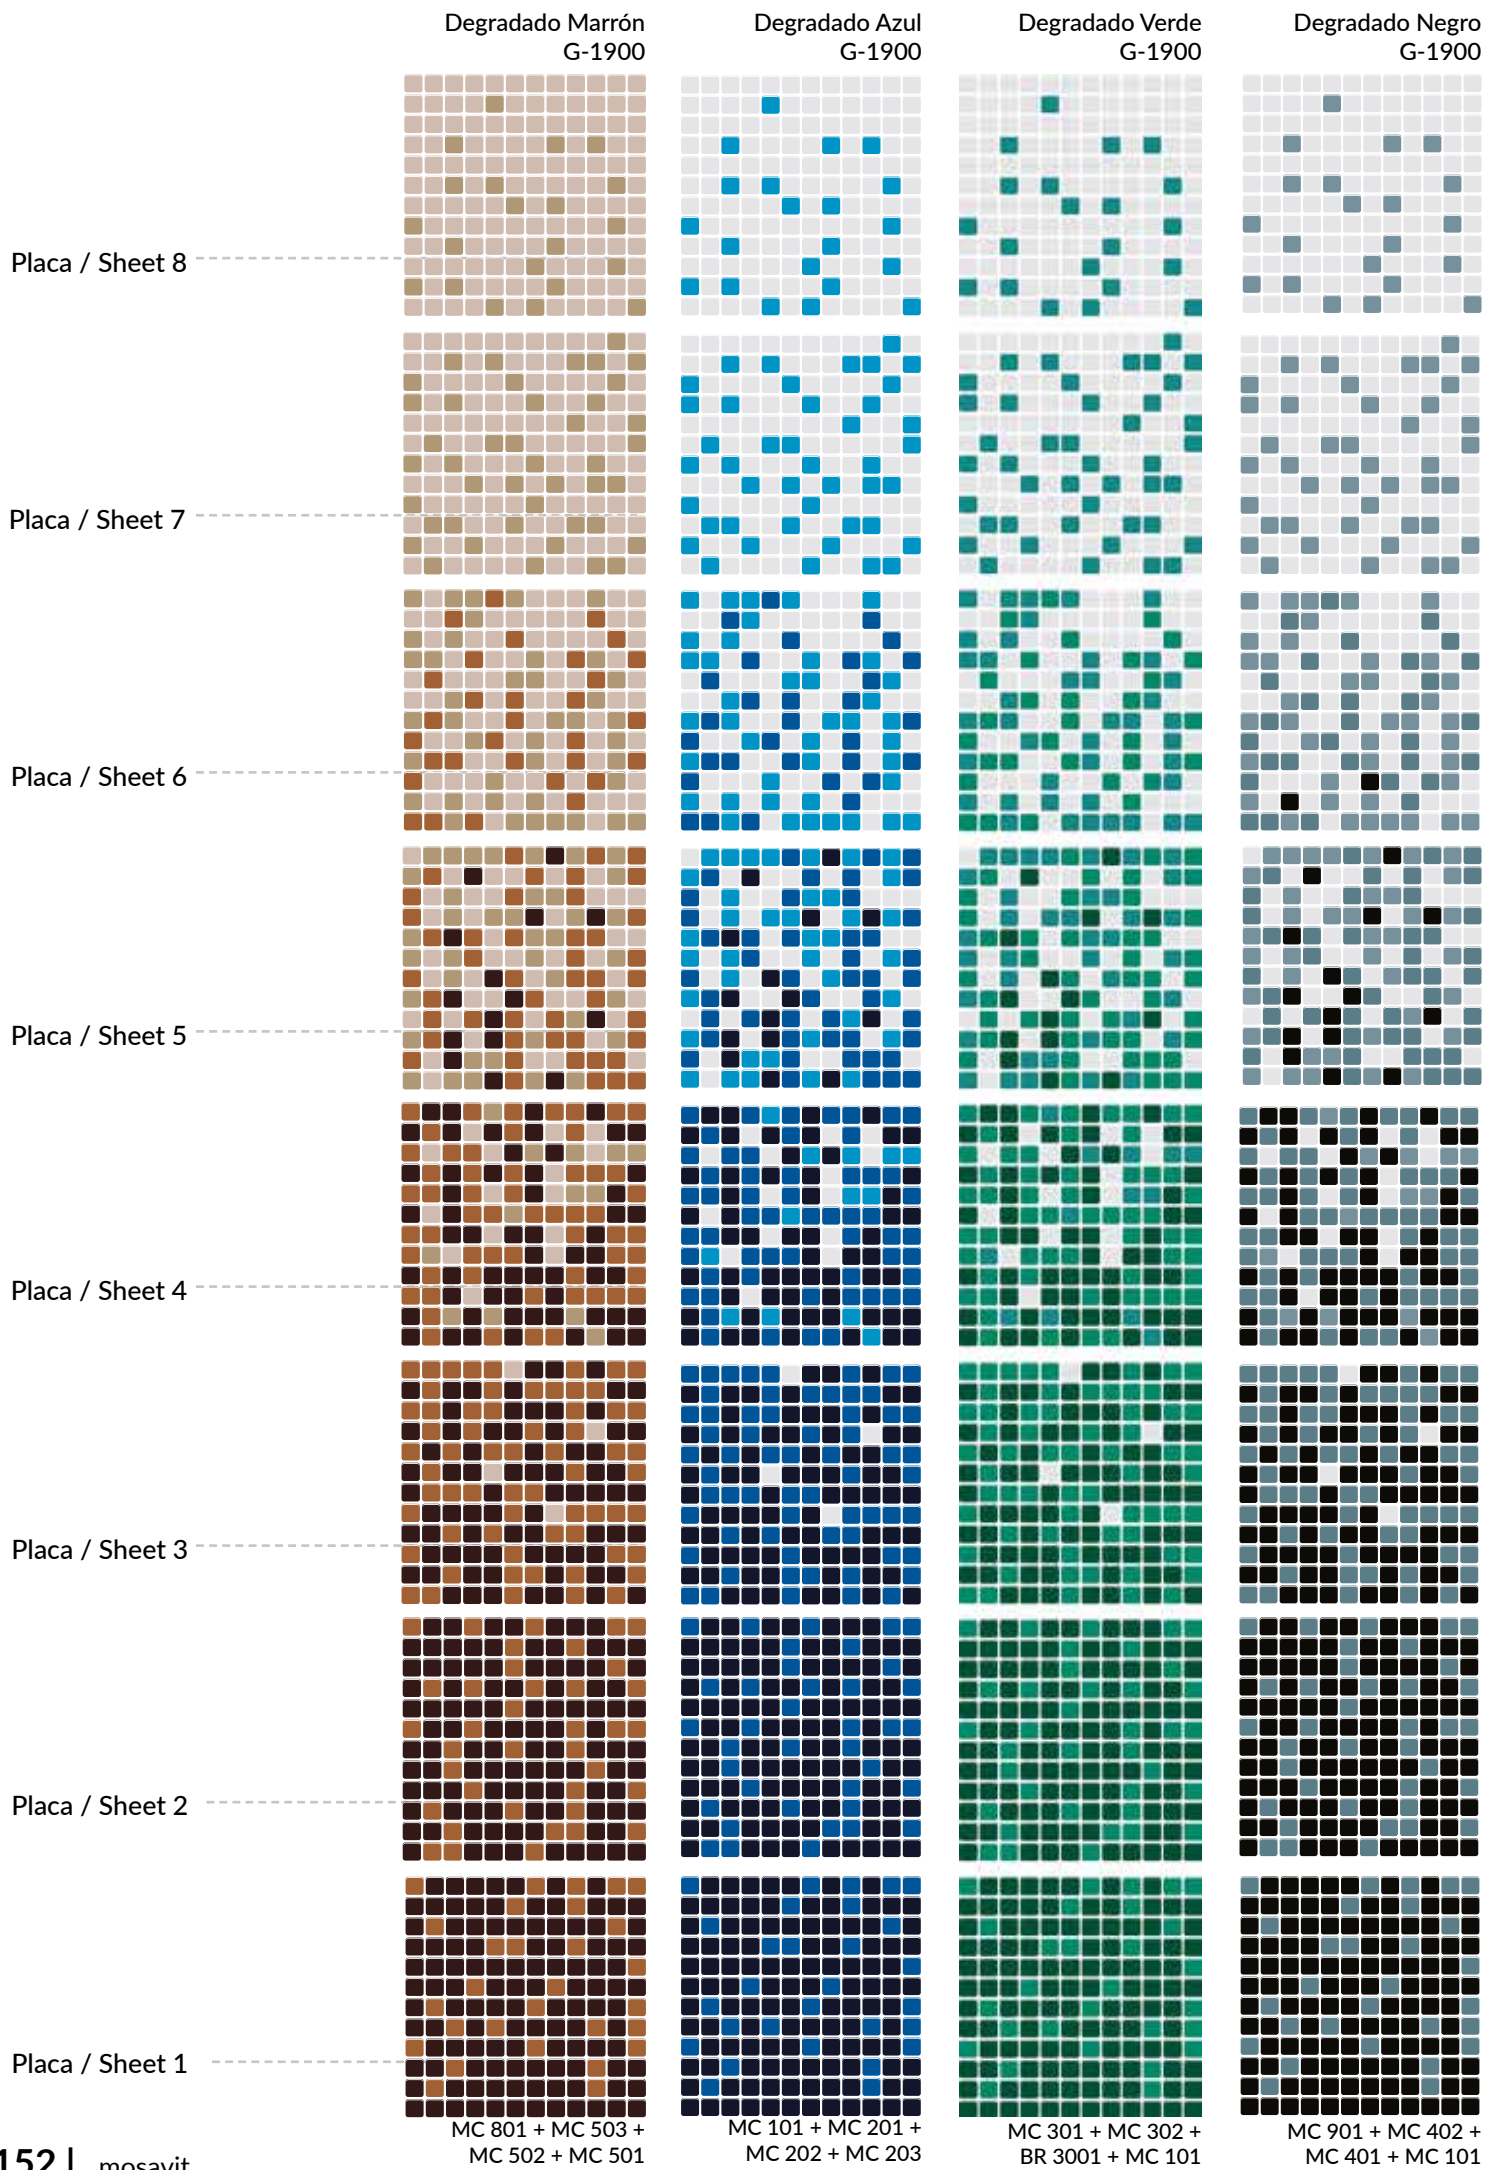 Degradado Marrón
G-1900
Degradado Azul
G-1900
Degradado Verde
G-1900
Degradado Negro
G-1900
Placa / Sheet 8
Placa / Sheet 7
Placa / Sheet 6
Placa / Sheet 5
Placa / Sheet 4
Placa / Sheet 3
Placa / Sheet 2
Placa / Sheet 1
MC 801 + MC 503 +
MC 502 + MC 501
MC 101 + MC 201 +
MC 202 + MC 203
MC 301 + MC 302 +
BR 3001 + MC 101
MC 901 + MC 402 +
MC 401 + MC 101
152 | mosavit